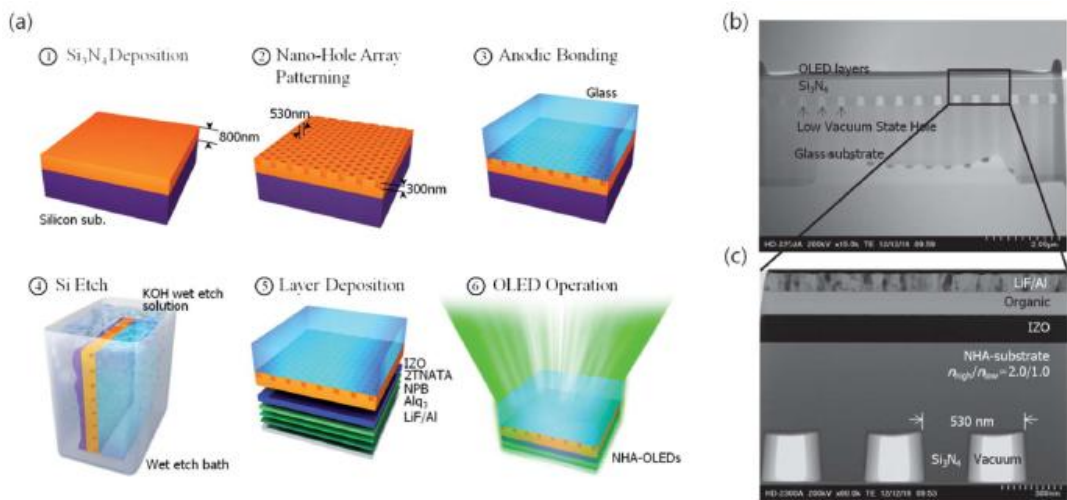 (a)
① Si₃N₄ Deposition
② Nano-Hole Array
Patterning
③ Anodic Bonding
800nm
Silicon sub.
530nm
300nm
Glass
④ Si Etch
KOH wet etch
solution
Wet etch bath
⑤ Layer Deposition
IZO
2TNATA
NPB
Alq₃
LiF/Al
⑥ OLED Operation
NHA-OLEDs
(b)
OLED layers
Si₃N₄
Low Vacuum State Hole
Glass substrate
2.00µm
(c)
LiF/Al
Organic
IZO
NHA-substrate
nhigh/nlow=2.0/1.0
530 nm
Si₃N₄
Vacuum
300nm